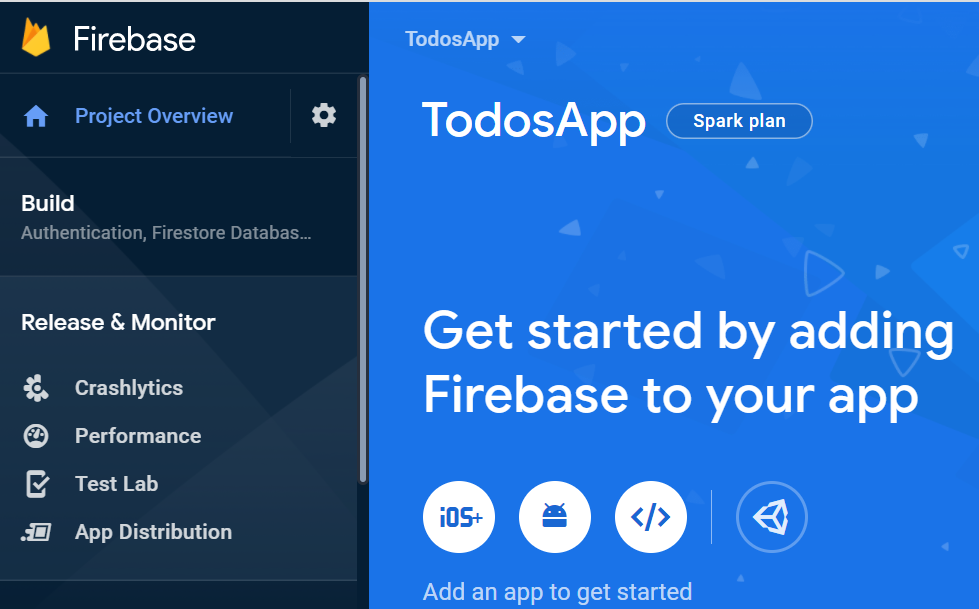 Firebase
Project Overview
Build
Authentication, Firestore Databas...
Release & Monitor
Crashlytics
Performance
Test Lab
App Distribution
TodosApp
TodosApp
Spark plan
Get started by adding
Firebase to your app
iOS+
</>
Add an app to get started